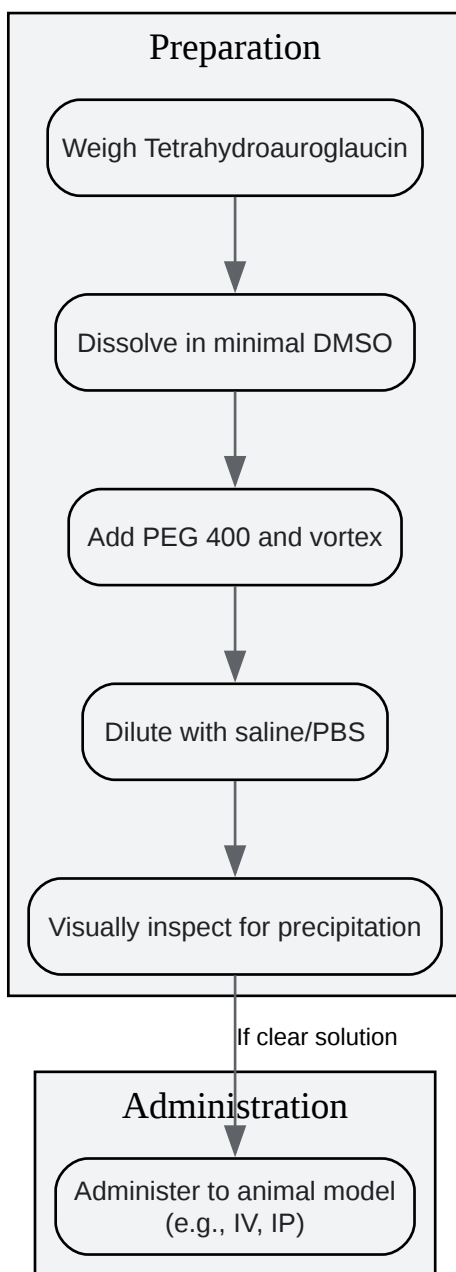 Preparation
Weigh Tetrahydroauroglaucin
Dissolve in minimal DMSO
Add PEG 400 and vortex
Dilute with saline/PBS
Visually inspect for precipitation
If clear solution
Administration
Administer to animal model
(e.g., IV, IP)